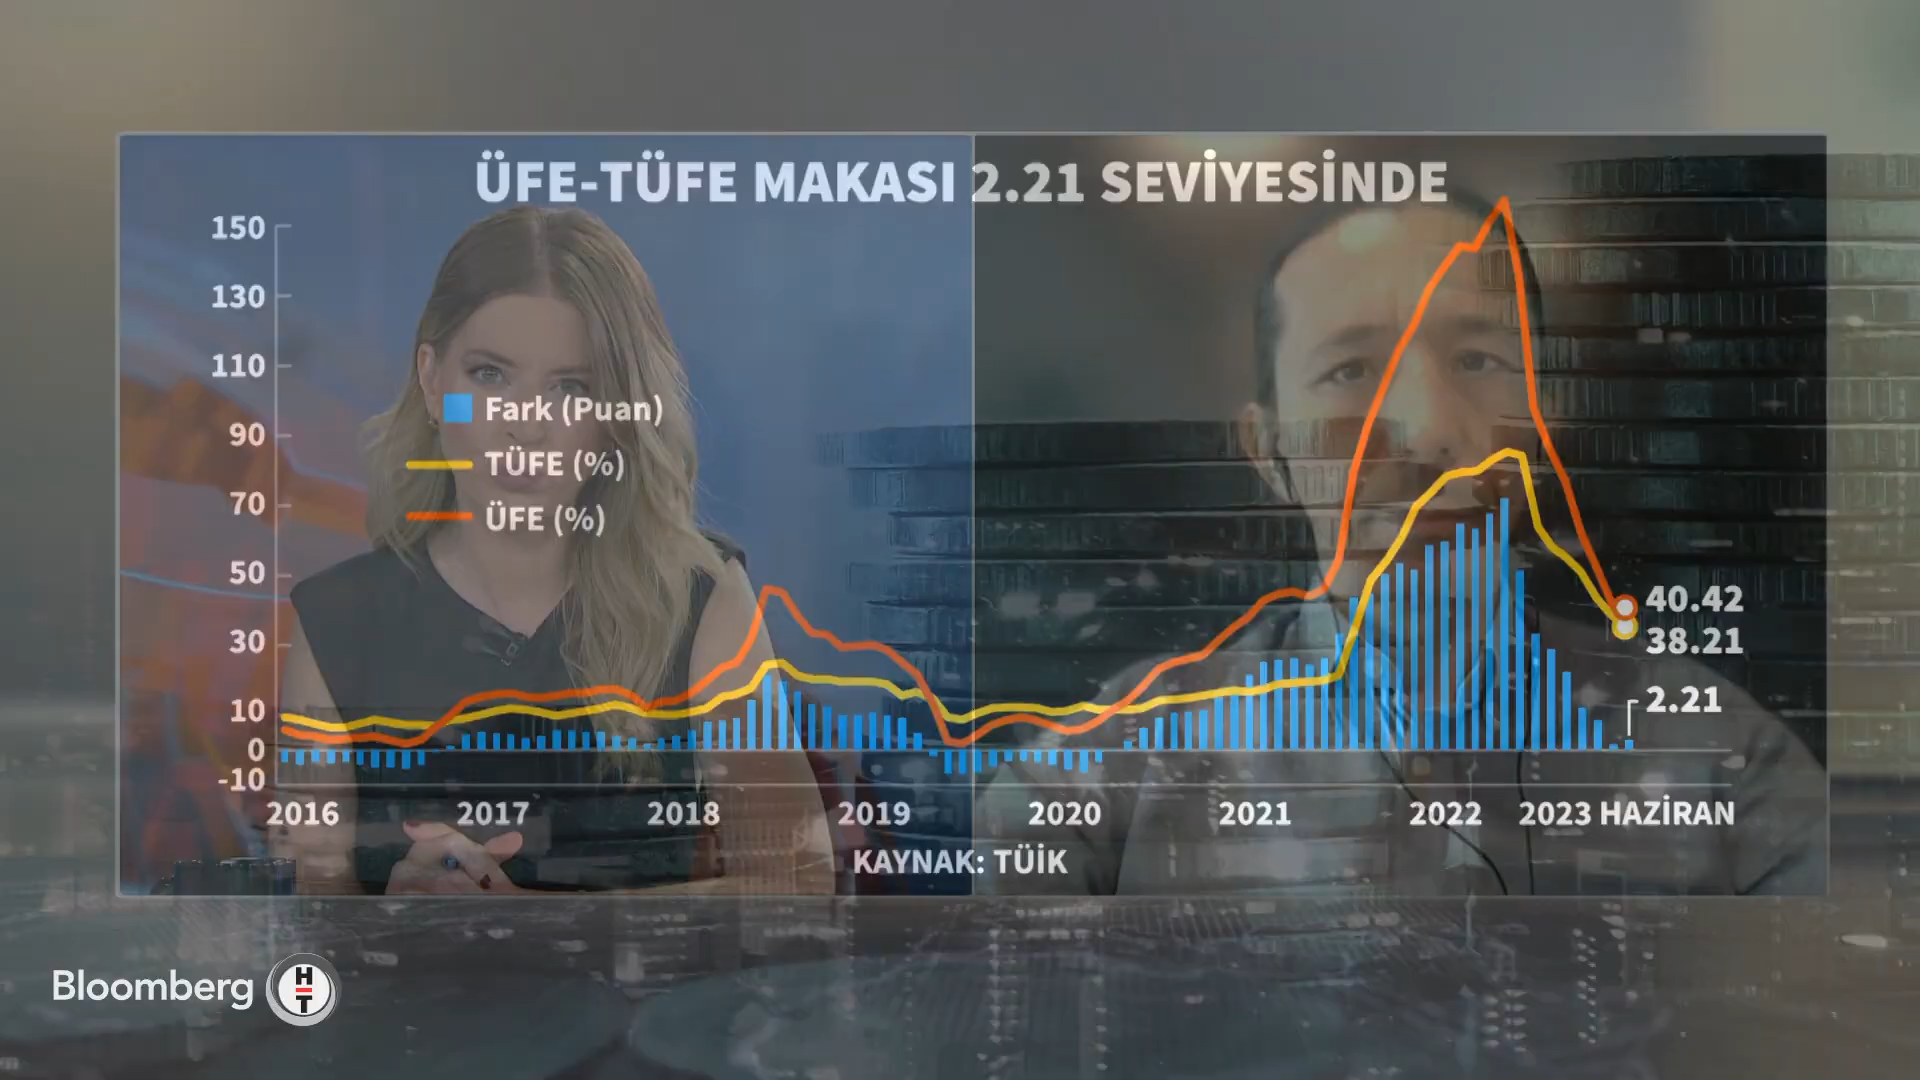 ÜFE-TÜFE MAKASI 2.21 SEVİYESİNDE
150
130
110
90
70
50
30
10
0
-10
Fark (Puan)
TÜFE (%)
ÜFE (%)
40.42
38.21
2.21
2016 2017 2018 2019 2020 2021 2022 2023 HAZİRAN
KAYNAK: TÜİK
Bloomberg HT